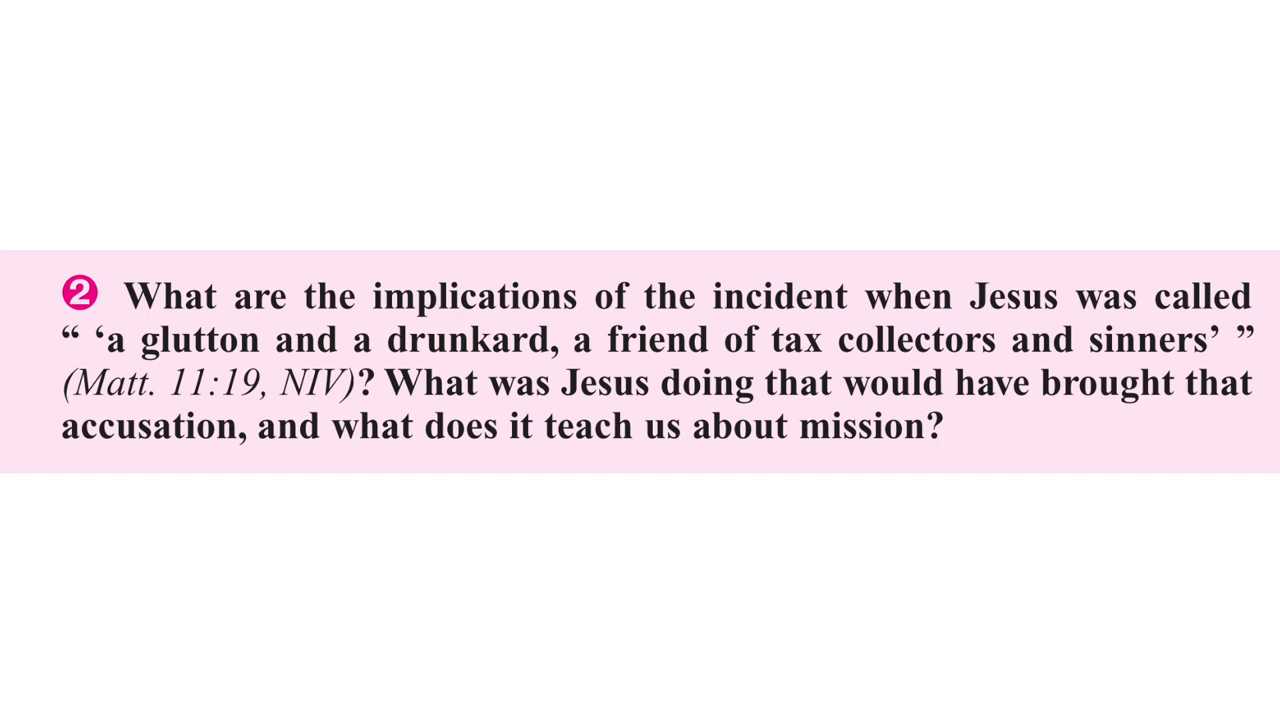 2 What are the implications of the incident when Jesus was called
“ ‘a glutton and a drunkard, a friend of tax collectors and sinners’ ”
(Matt. 11:19, NIV)? What was Jesus doing that would have brought that
accusation, and what does it teach us about mission?